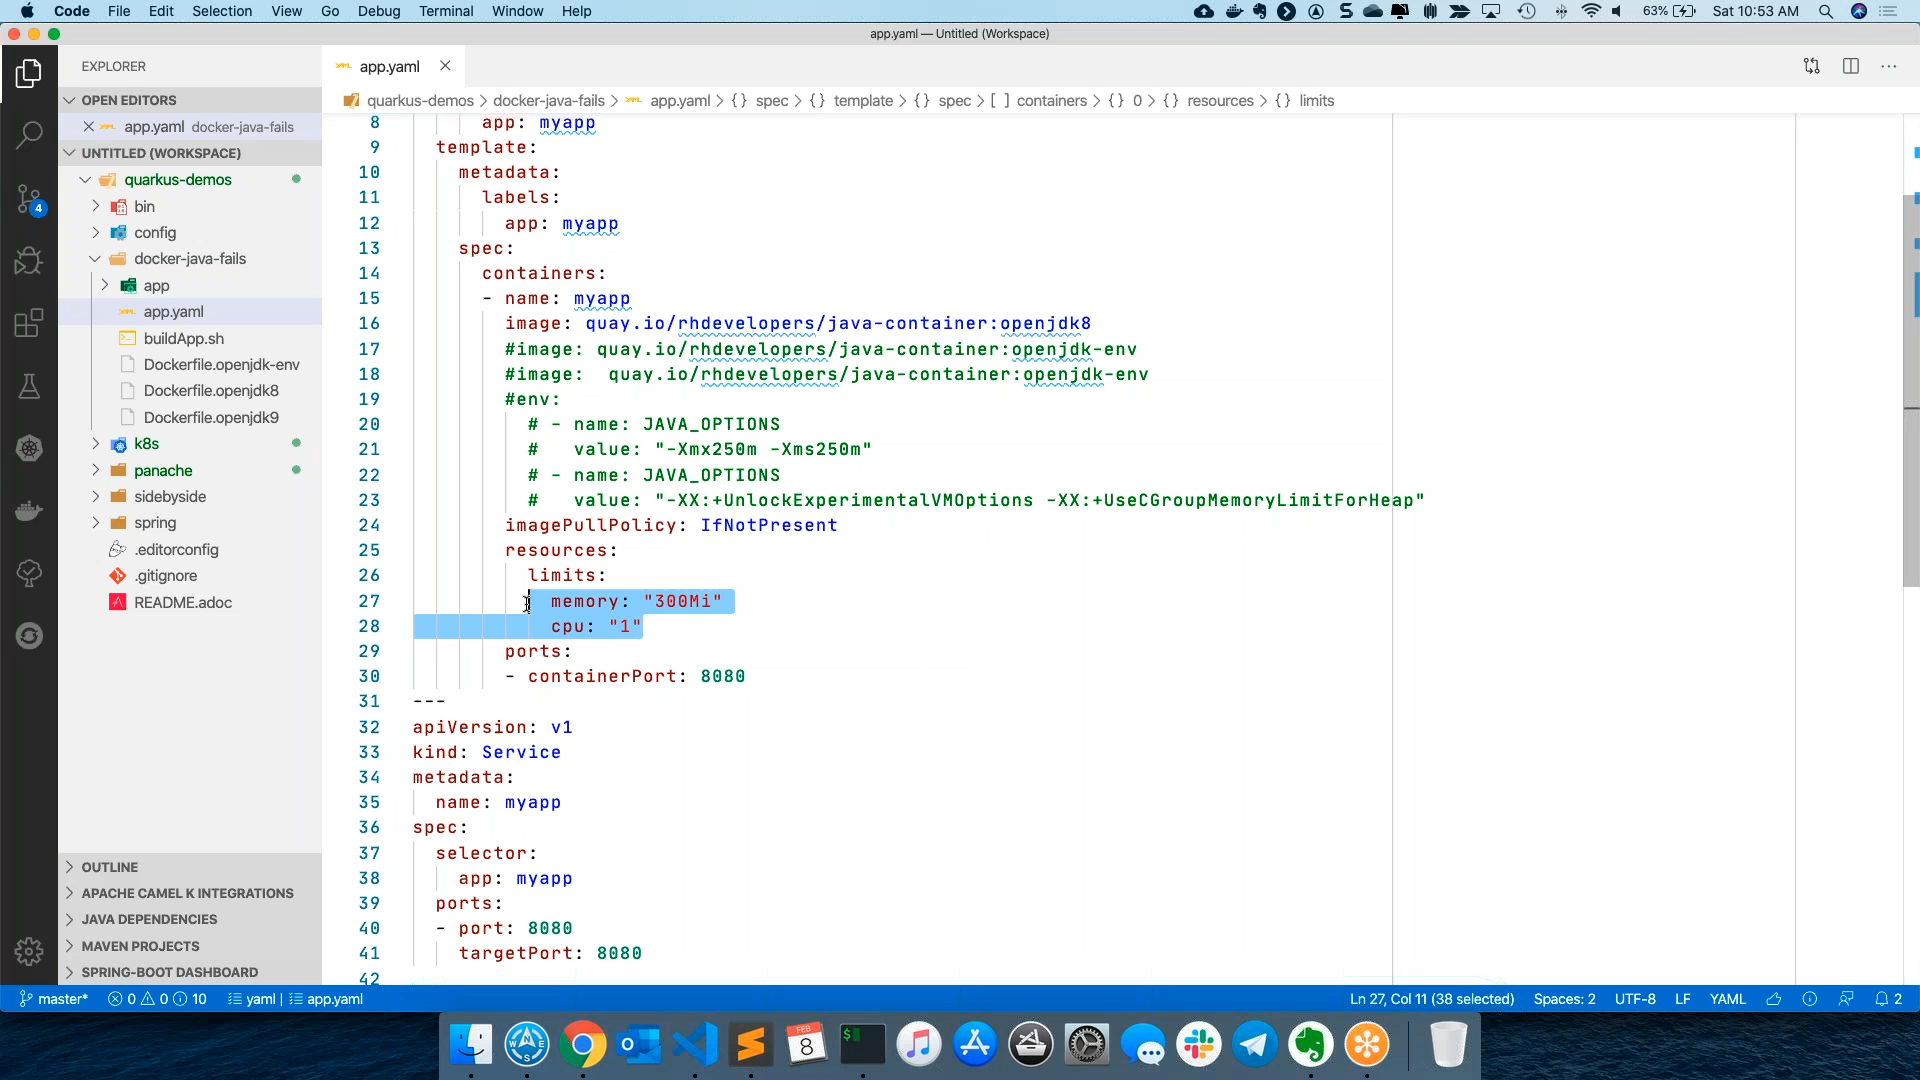 Code File Edit Selection View Go Debug Terminal Window Help 63% Sat 10:53 AM
app.yaml — Untitled (Workspace)
EXPLORER
OPEN EDITORS
app.yaml docker-java-fails
UNTITLED (WORKSPACE)
quarkus-demos
bin
config
docker-java-fails
app
app.yaml
buildApp.sh
Dockerfile.openjdk-env
Dockerfile.openjdk8
Dockerfile.openjdk9
k8s
panache
sidebyside
spring
.editorconfig
.gitignore
README.adoc
OUTLINE
APACHE CAMEL K INTEGRATIONS
JAVA DEPENDENCIES
MAVEN PROJECTS
SPRING-BOOT DASHBOARD
4
app.yaml
quarkus-demos > docker-java-fails > app.yaml > {} spec > {} template > {} spec > [ ] containers > {} 0 > {} resources > {} limits
8 app: myapp
9 template:
10 metadata:
11 labels:
12 app: myapp
13 spec:
14 containers:
15 - name: myapp
16 image: quay.io/rhdevelopers/java-container:openjdk8
17 #image: quay.io/rhdevelopers/java-container:openjdk-env
18 #image:  quay.io/rhdevelopers/java-container:openjdk-env
19 #env:
20 # - name: JAVA_OPTIONS
21 #   value: "-Xmx250m -Xms250m"
22 # - name: JAVA_OPTIONS
23 #   value: "-XX:+UnlockExperimentalVMOptions -XX:+UseCGroupMemoryLimitForHeap"
24 imagePullPolicy: IfNotPresent
25 resources:
26 limits:
27 memory: "300Mi"
28 cpu: "1"
29 ports:
30 - containerPort: 8080
31 ---
32 apiVersion: v1
33 kind: Service
34 metadata:
35 name: myapp
36 spec:
37 selector:
38 app: myapp
39 ports:
40 - port: 8080
41 targetPort: 8080
42
master* 0 0 10 yaml | app.yaml Ln 27, Col 11 (38 selected) Spaces: 2 UTF-8 LF YAML 2
FEB
8
$